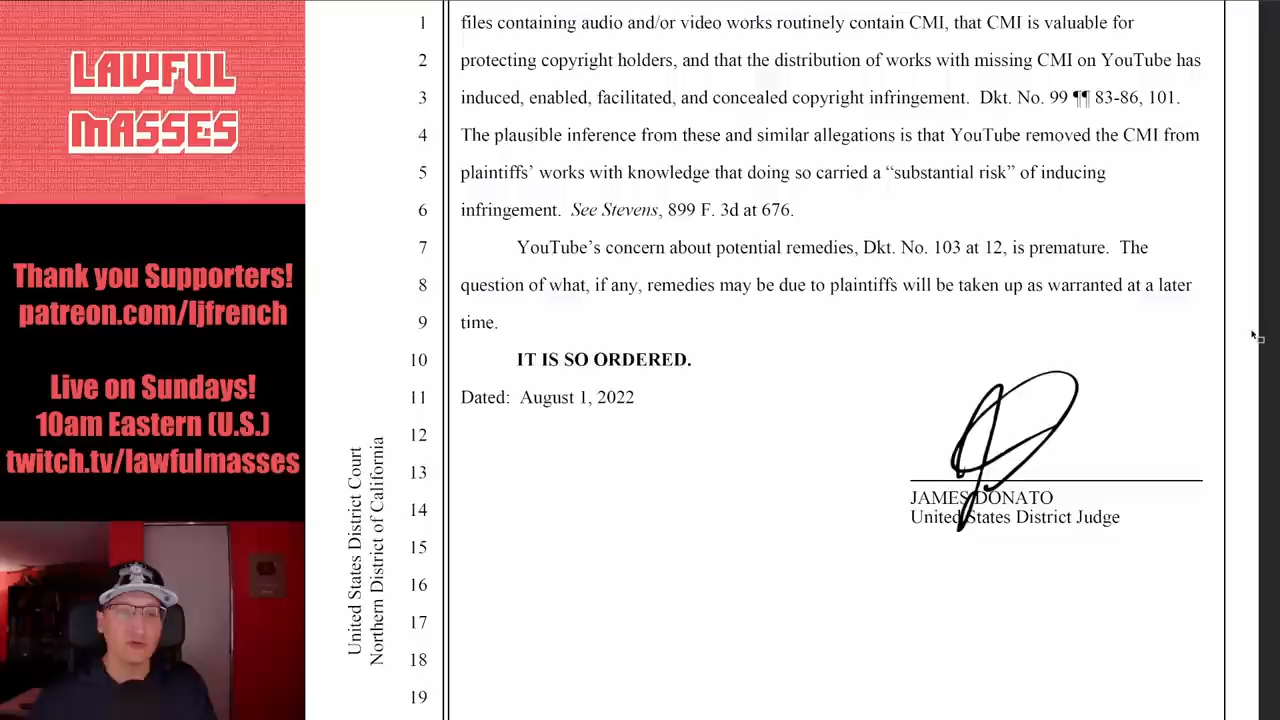 LAWFUL
MASSES
Thank you Supporters!
patreon.com/ljfrench
Live on Sundays!
10am Eastern (U.S.)
twitch.tv/lawfulmasses
United States District Court
Northern District of California
1 files containing audio and/or video works routinely contain CMI, that CMI is valuable for
2 protecting copyright holders, and that the distribution of works with missing CMI on YouTube has
3 induced, enabled, facilitated, and concealed copyright infringement. Dkt. No. 99 ¶¶ 83-86, 101.
4 The plausible inference from these and similar allegations is that YouTube removed the CMI from
5 plaintiffs’ works with knowledge that doing so carried a “substantial risk” of inducing
6 infringement. See Stevens, 899 F. 3d at 676.
7 YouTube’s concern about potential remedies, Dkt. No. 103 at 12, is premature. The
8 question of what, if any, remedies may be due to plaintiffs will be taken up as warranted at a later
9 time.
10 IT IS SO ORDERED.
11 Dated: August 1, 2022
12
13
14
15
16
17
18
19
JAMES DONATO
United States District Judge